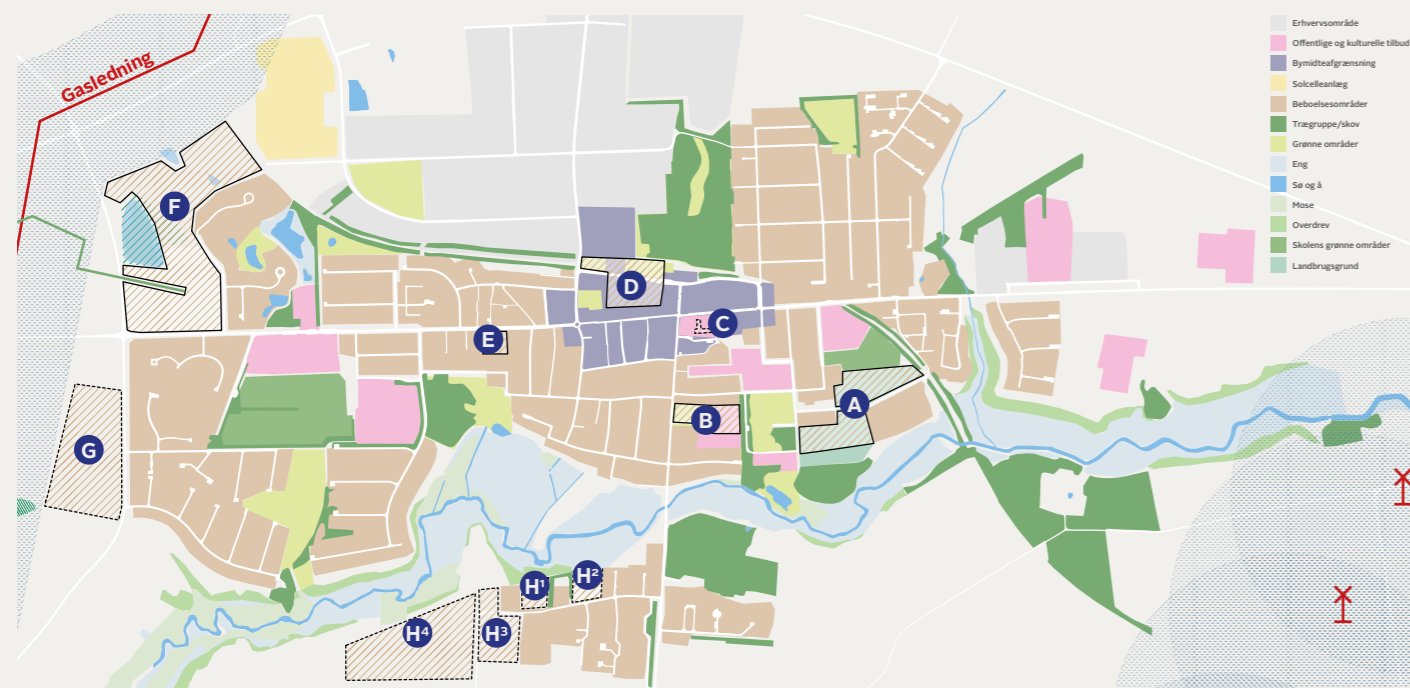 Gasledning
Erhvervsområde
Offentlige og kulturelle tilbud
Bymidteafgrænsning
Solcelleanlæg
Beboelsesområder
Trægruppe/skov
Grønne områder
Eng
Sø og å
Mose
Overdrev
Skolens grønne områder
Landbrugsgrund
F
D
C
E
A
B
G
H¹
H²
H⁴
H³